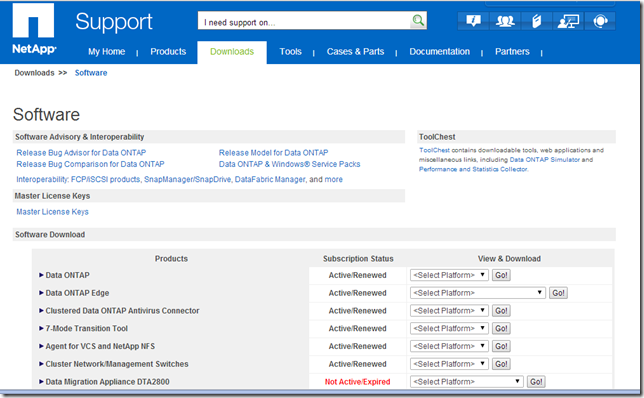 NetApp
Support
I need support on...
My Home | Products Downloads Tools | Cases & Parts | Documentation | Partners |
Downloads >> Software
Software
Software Advisory & Interoperability
ToolChest
Release Bug Advisor for Data ONTAP Release Model for Data ONTAP
ToolChest contains downloadable tools, web applications and
Release Bug Comparison for Data ONTAP Data ONTAP & Windows® Service Packs
miscellaneous links, including Data ONTAP Simulator and
Performance and Statistics Collector.
Interoperability: FCP/iSCSI products, SnapManager/SnapDrive, DataFabric Manager, and more
Master License Keys
Master License Keys
Software Download
Products Subscription Status View & Download
Data ONTAP Active/Renewed <Select Platform> Go!
Data ONTAP Edge Active/Renewed <Select Platform> Go!
Clustered Data ONTAP Antivirus Connector Active/Renewed <Select Platform> Go!
7-Mode Transition Tool Active/Renewed <Select Platform> Go!
Agent for VCS and NetApp NFS Active/Renewed <Select Platform> Go!
Cluster Network/Management Switches Active/Renewed <Select Platform> Go!
Data Migration Appliance DTA2800 Not Active/Expired <Select Platform> Go!